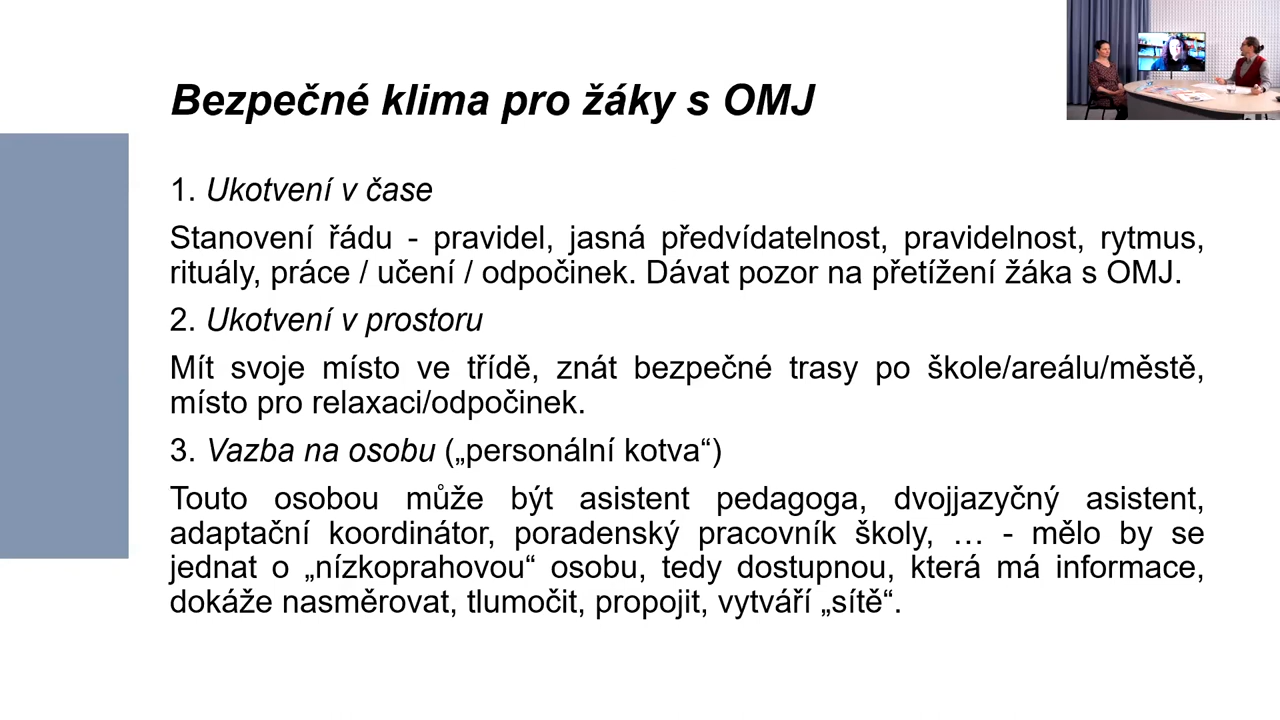 Bezpečné klima pro žáky s OMJ
1. Ukotvení v čase
Stanovení řádu - pravidel, jasná předvídatelnost, pravidelnost, rytmus,
rituály, práce / učení / odpočinek. Dávat pozor na přetížení žáka s OMJ.
2. Ukotvení v prostoru
Mít svoje místo ve třídě, znát bezpečné trasy po škole/areálu/městě,
místo pro relaxaci/odpočinek.
3. Vazba na osobu („personální kotva“)
Touto osobou může být asistent pedagoga, dvojjazyčný asistent,
adaptační koordinátor, poradenský pracovník školy, … - mělo by se
jednat o „nízkoprahovou“ osobu, tedy dostupnou, která má informace,
dokáže nasměrovat, tlumočit, propojit, vytváří „sítě“.